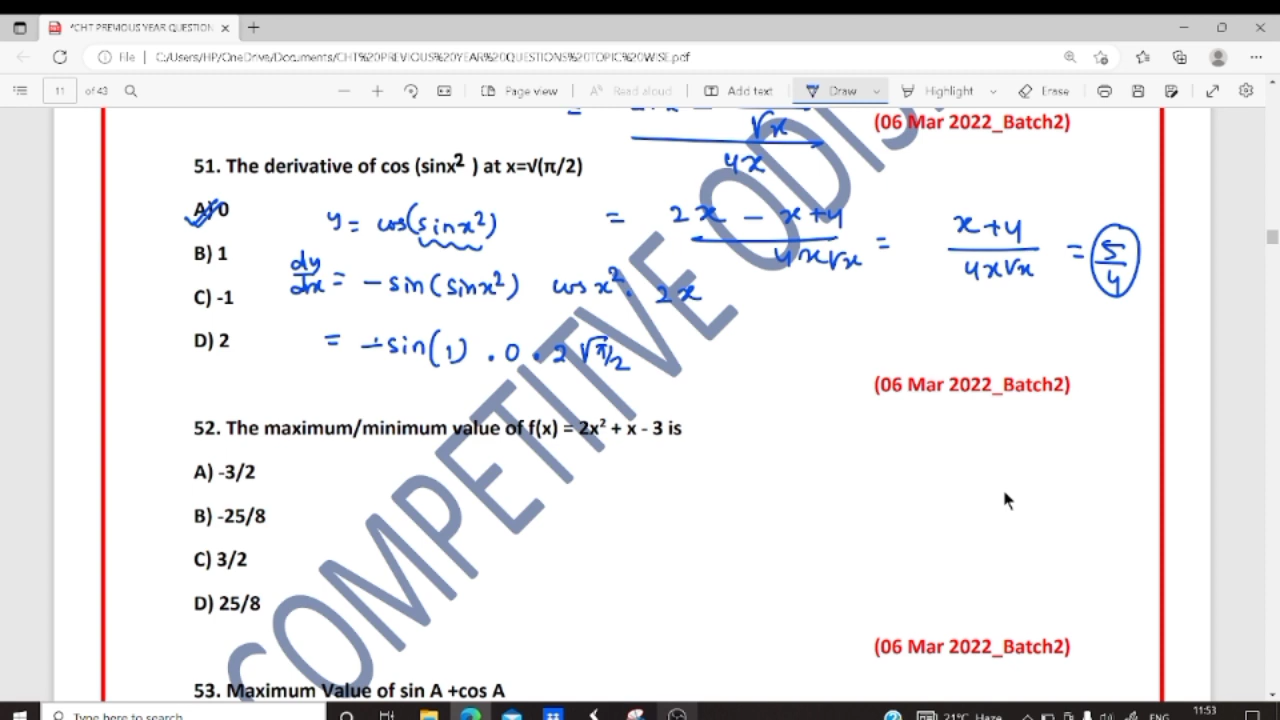 *CHT PREVIOUS YEAR QUESTION
File | C:/Users/HP/OneDrive/Documents/CHT%20PREVIOUS%20YEAR%20QUESTIONS%20TOPIC%20WISE.pdf
11 of 43 Page view Read aloud Add text Draw Highlight Erase
= √x
4x
(06 Mar 2022_Batch2)
51. The derivative of cos (sinx² ) at x=√(π/2)
A) 0
B) 1
C) -1
D) 2
y = cos(sinx²)
dy/dx = -sin(sinx²) cos x² . 2x
= -sin(1) . 0 . 2 √π/2
= 2x - x+4 / 4x√x = x+4 / 4x√x = 5/4
(06 Mar 2022_Batch2)
52. The maximum/minimum value of f(x) = 2x² + x - 3 is
A) -3/2
B) -25/8
C) 3/2
D) 25/8
(06 Mar 2022_Batch2)
53. Maximum Value of sin A +cos A
COMPETITVE ODIS
Type here to search
21°C Haze ENG 11:53